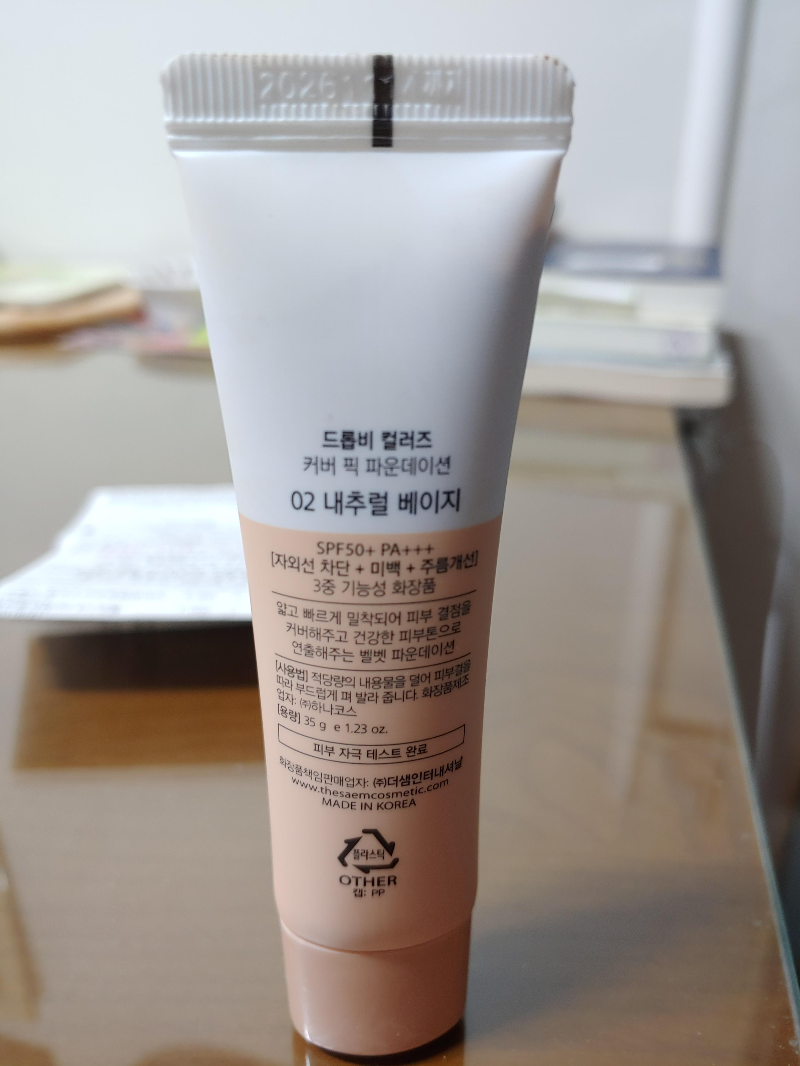 드롭비 컬러즈
커버 픽 파운데이션
02 내추럴 베이지
SPF50+ PA+++
[자외선 차단 + 미백 + 주름개선]
3중 기능성 화장품
얇고 빠르게 밀착되어 피부 결점을
커버해주고 건강한 피부톤으로
연출해주는 벨벳 파운데이션
[사용법] 적당량의 내용물을 덜어 피부결을
따라 부드럽게 펴 발라 줍니다. 화장품제조
업자: ㈜하나코스
[용량] 35 g e 1.23 oz.
피부 자극 테스트 완료
화장품책임판매업자: ㈜더샘인터내셔날
www.thesaemcosmetic.com
MADE IN KOREA
플라스틱
OTHER
캡: PP